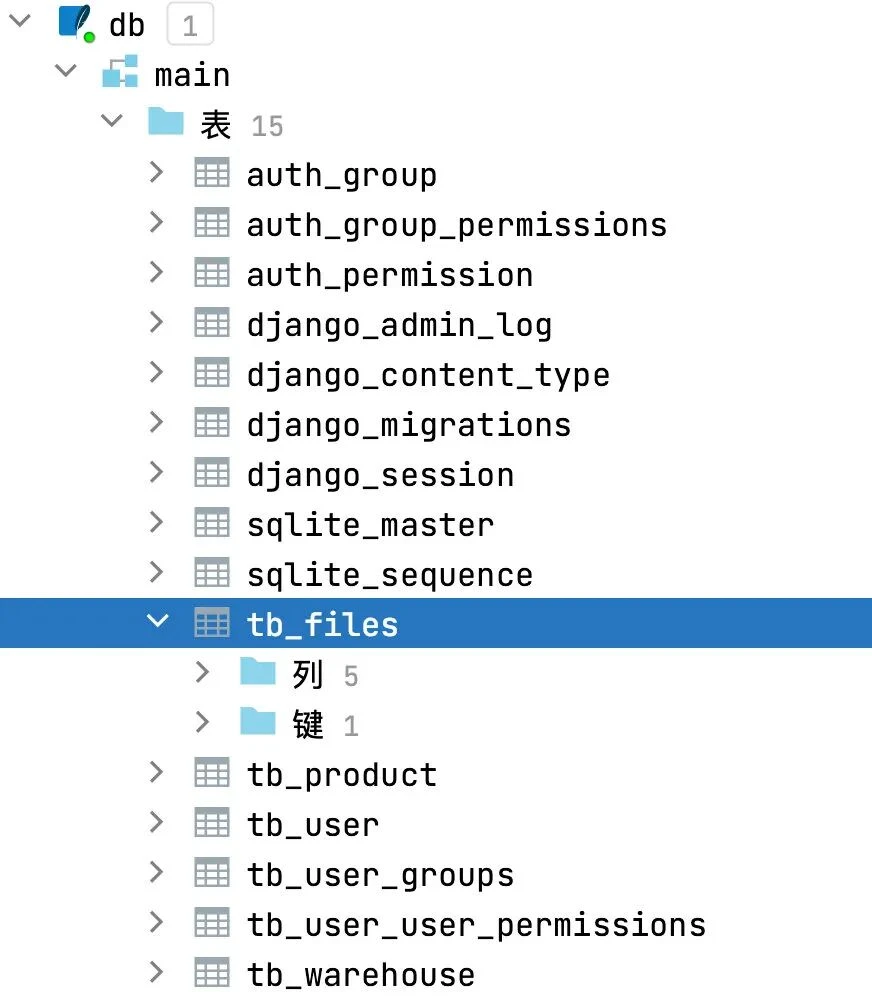 db 1
main
表 15
auth_group
auth_group_permissions
auth_permission
django_admin_log
django_content_type
django_migrations
django_session
sqlite_master
sqlite_sequence
tb_files
列 5
键 1
tb_product
tb_user
tb_user_groups
tb_user_user_permissions
tb_warehouse